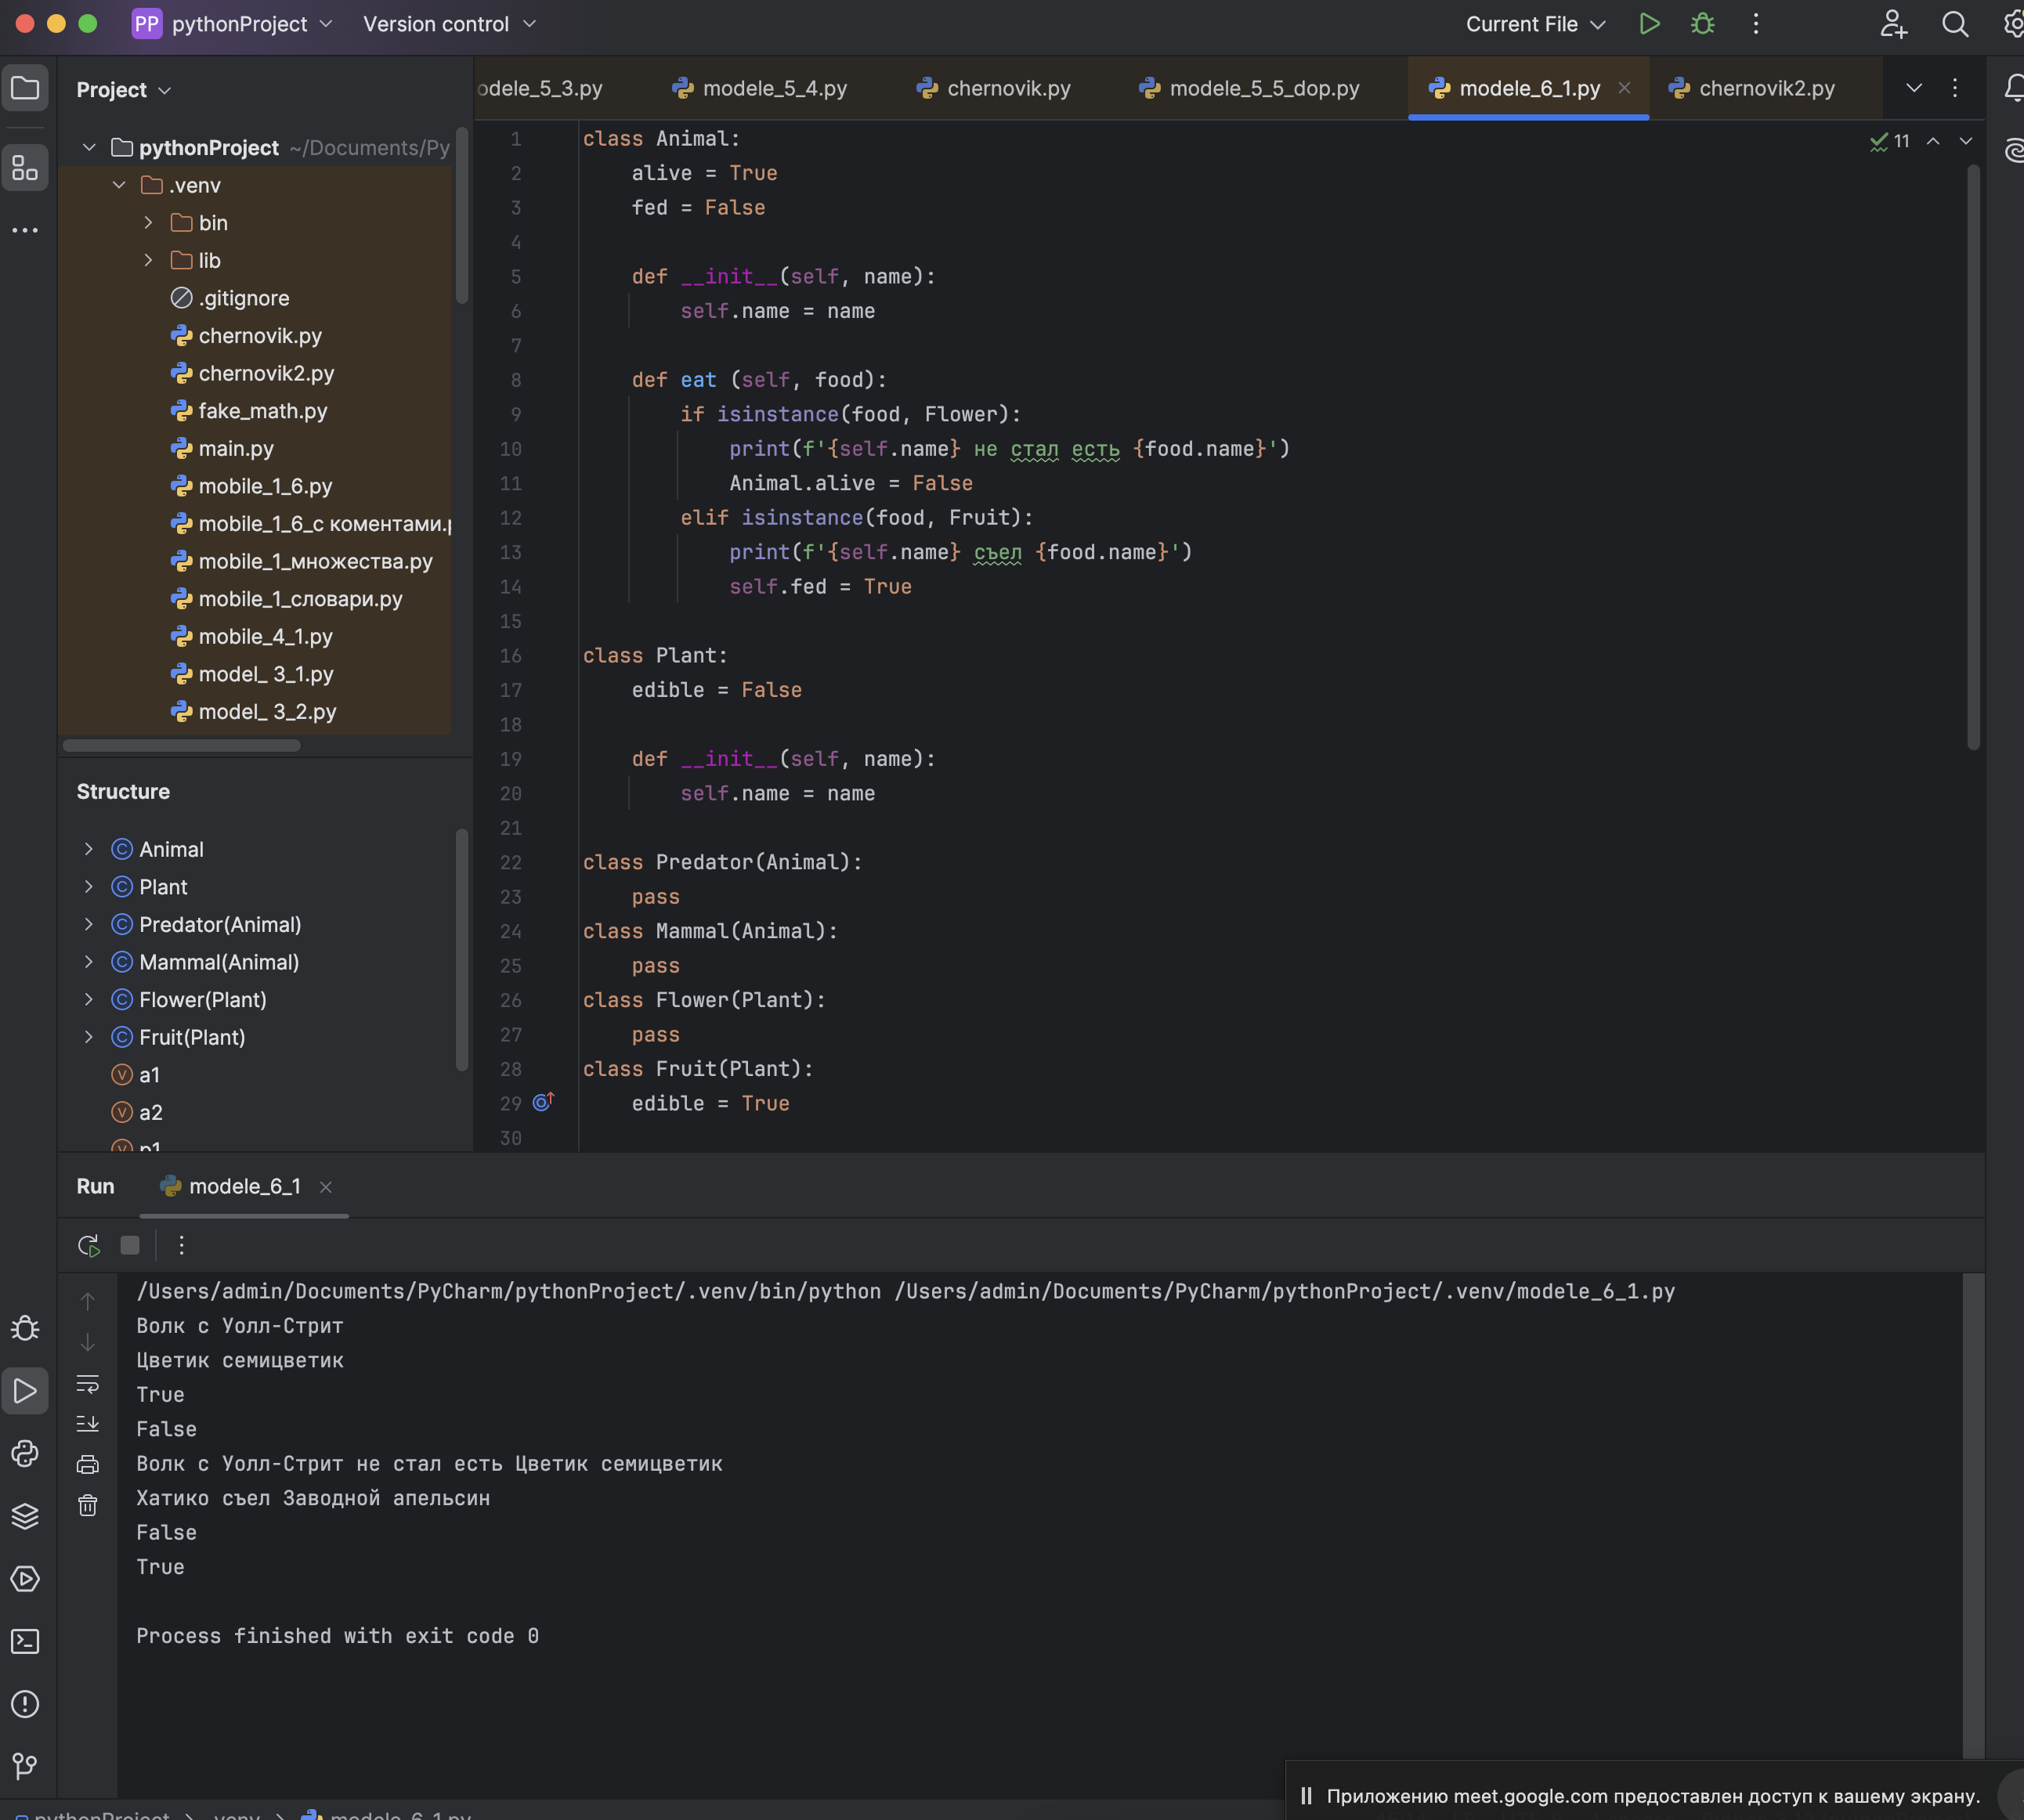 PP pythonProject Version control Current File
Project
odele_5_3.py modele_5_4.py chernovik.py modele_5_5_dop.py modele_6_1.py chernovik2.py
pythonProject ~/Documents/Py
.venv
bin
lib
.gitignore
chernovik.py
chernovik2.py
fake_math.py
main.py
mobile_1_6.py
mobile_1_6_с коментами.p
mobile_1_множества.py
mobile_1_словари.py
mobile_4_1.py
model_ 3_1.py
model_ 3_2.py
Structure
Animal
Plant
Predator(Animal)
Mammal(Animal)
Flower(Plant)
Fruit(Plant)
a1
a2
p1
11
1 class Animal:
2 alive = True
3 fed = False
4
5 def __init__(self, name):
6 self.name = name
7
8 def eat (self, food):
9 if isinstance(food, Flower):
10 print(f'{self.name} не стал есть {food.name}')
11 Animal.alive = False
12 elif isinstance(food, Fruit):
13 print(f'{self.name} съел {food.name}')
14 self.fed = True
15
16 class Plant:
17 edible = False
18
19 def __init__(self, name):
20 self.name = name
21
22 class Predator(Animal):
23 pass
24 class Mammal(Animal):
25 pass
26 class Flower(Plant):
27 pass
28 class Fruit(Plant):
29 edible = True
30
Run modele_6_1
/Users/admin/Documents/PyCharm/pythonProject/.venv/bin/python /Users/admin/Documents/PyCharm/pythonProject/.venv/modele_6_1.py
Волк с Уолл-Стрит
Цветик семицветик
True
False
Волк с Уолл-Стрит не стал есть Цветик семицветик
Хатико съел Заводной апельсин
False
True
Process finished with exit code 0
Приложению meet.google.com предоставлен доступ к вашему экрану.
pythonProject .venv modele_6_1.py